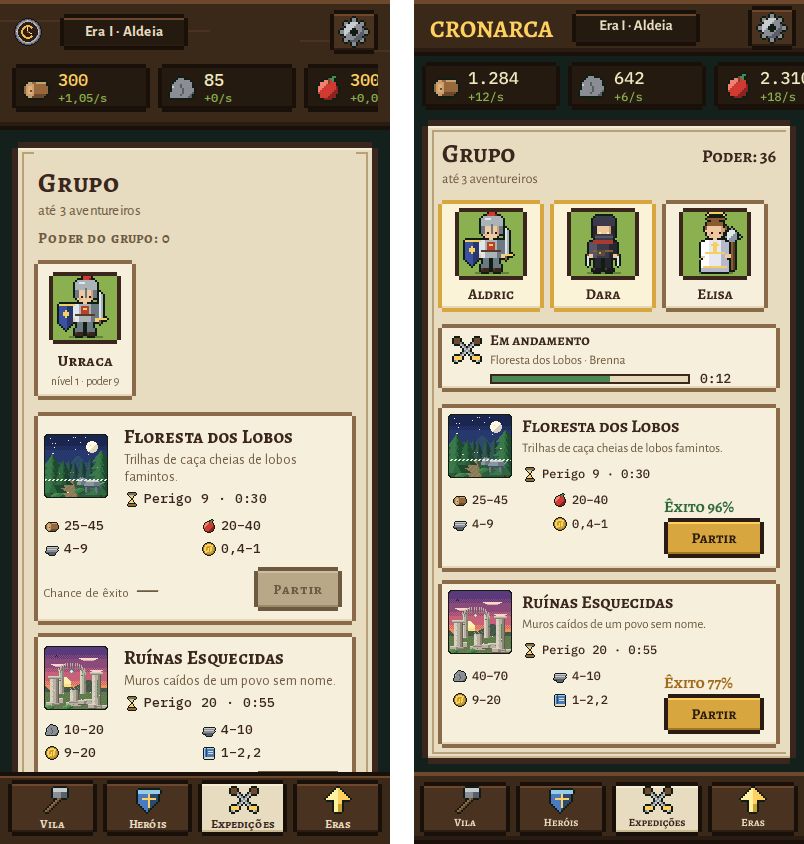 Era I · Aldeia
300
+1,05/s
85
+0/s
300
+0,0
Grupo
até 3 aventureiros
Poder do grupo: 0
Urraca
nível 1 · poder 9
Floresta dos Lobos
Trilhas de caça cheias de lobos
famintos.
Perigo 9 · 0:30
25–45
20–40
4–9
0,4–1
Chance de êxito —
Partir
Ruínas Esquecidas
Muros caídos de um povo sem nome.
Perigo 20 · 0:55
10–20
4–10
9–20
1–2,2
Vila
Heróis
Expedições
Eras
CRONARCA
Era I · Aldeia
1.284
+12/s
642
+6/s
2.310
+18/s
Grupo
Poder: 36
até 3 aventureiros
Aldric
Dara
Elisa
Em andamento
Floresta dos Lobos · Brenna
0:12
Floresta dos Lobos
Trilhas de caça cheias de lobos famintos.
Perigo 9 · 0:30
25–45
20–40
4–9
0,4–1
Êxito 96%
Partir
Ruínas Esquecidas
Muros caídos de um povo sem nome.
Perigo 20 · 0:55
40–70
4–10
9–20
1–2,2
Êxito 77%
Partir
Vila
Heróis
Expedições
Eras